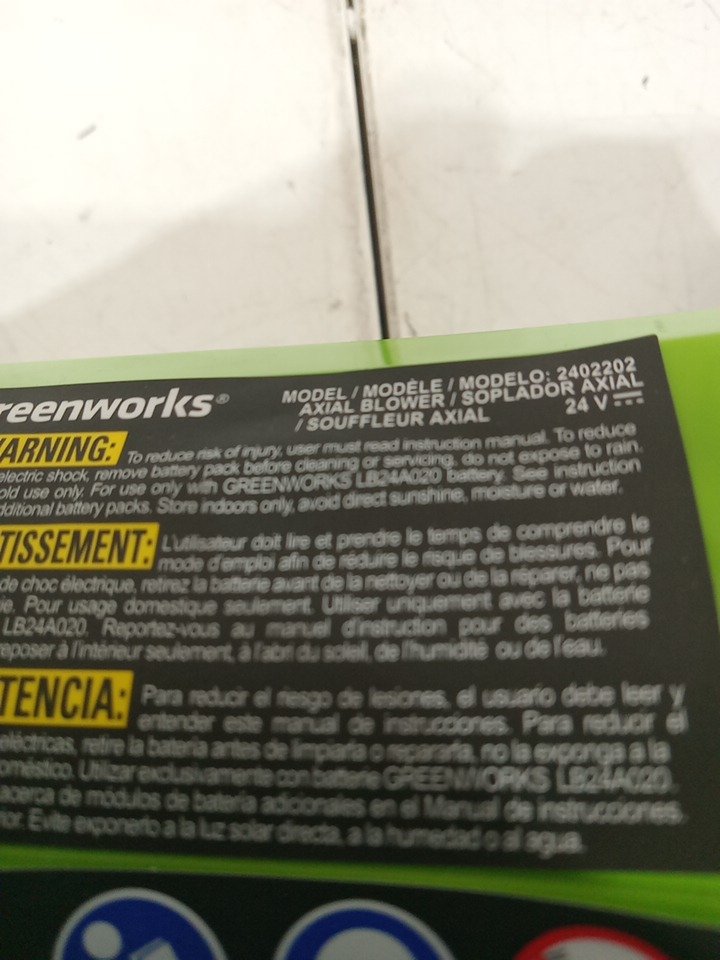 reenworks®
MODEL / MODÈLE / MODELO: 2402202
AXIAL BLOWER / SOPLADOR AXIAL
/ SOUFFLEUR AXIAL 24 V
WARNING: To reduce risk of injury, user must read instruction manual. To reduce
electric shock, remove battery pack before cleaning or servicing, do not expose to rain.
old use only. For use only with GREENWORKS LB24A020 battery. See instruction
dditional battery packs. Store indoors only, avoid direct sunshine, moisture or water.
TISSEMENT: L'utilisateur doit lire et prendre le temps de comprendre le
mode d'emploi afin de réduire le risque de blessures. Pour
de choc électrique, retirez la batterie avant de la nettoyer ou de la réparer, ne pas
ie. Pour usage domestique seulement. Utiliser uniquement avec la batterie
LB24A020. Reportez-vous au manuel d'instruction pour des batteries
reposer à l'intérieur seulement, à l'abri du soleil, de l'humidité ou de l'eau.
TENCIA: Para reducir el riesgo de lesiones, el usuario debe leer y
entender este manual de instrucciones. Para reducir el
eléctricas, retire la batería antes de limpiarla o repararla, no la exponga a la
oméstico. Utilizar exclusivamente con batterie GREENWORKS LB24A020.
acerca de módulos de batería adicionales en el Manual de instrucciones.
rior. Evite exponerlo a la luz solar directa, a la humedad o al agua.